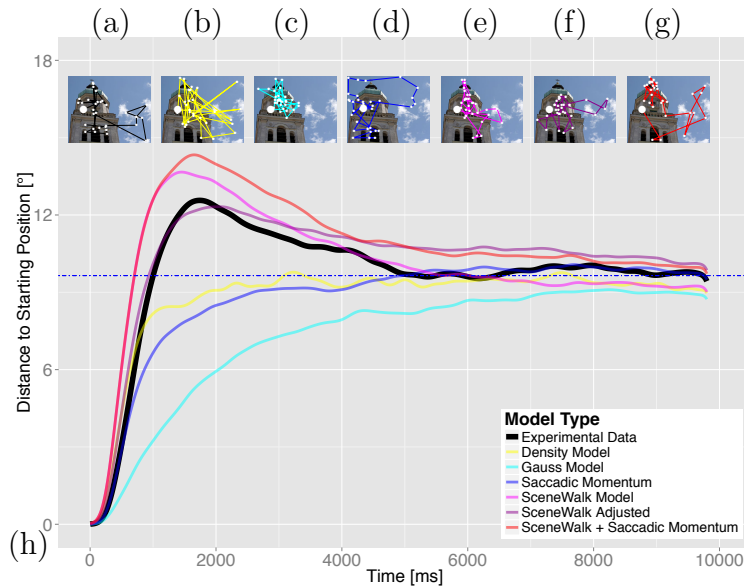 (a) (b) (c) (d) (e) (f) (g)
18
12
6
0
Distance to Starting Position [°]
Model Type
Experimental Data
Density Model
Gauss Model
Saccadic Momentum
SceneWalk Model
SceneWalk Adjusted
SceneWalk + Saccadic Momentum
(h)
0 2000 4000 6000 8000 10000
Time [ms]